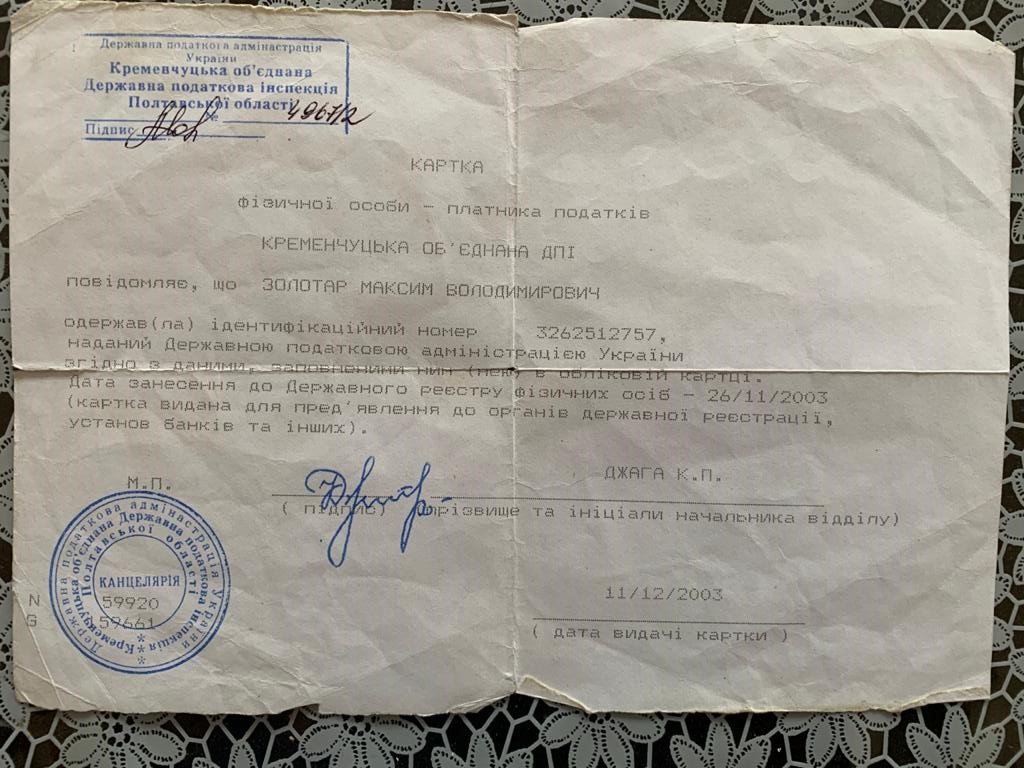 Державна податкова адміністрація
України
Кременчуцька об'єднана
Державна податкова інспекція
Полтавської області
№ 4967/2
Підпис
КАРТКА
фізичної особи – платника податків
КРЕМЕНЧУЦЬКА ОБ'ЄДНАНА ДПІ
повідомляє, що ЗОЛОТАР МАКСИМ ВОЛОДИМИРОВИЧ
одержав(ла) ідентифікаційний номер 3262512757,
наданий Державною податковою адміністрацією України
згідно з даними, заповненими ним (нею) в обліковій картці.
Дата занесення до Державного реєстру фізичних осіб – 26/11/2003
(картка видана для пред'явлення до органів державної реєстрації,
установ банків та інших).
М.П. ДЖАГА К.П.
( підпис) прізвище та ініціали начальника відділу)
Державна податкова адміністрація України
Кременчуцька об'єднана Державна податкова інспекція
Полтавської області
КАНЦЕЛЯРІЯ
N 59920
G 59661
11/12/2003
( дата видачі картки )